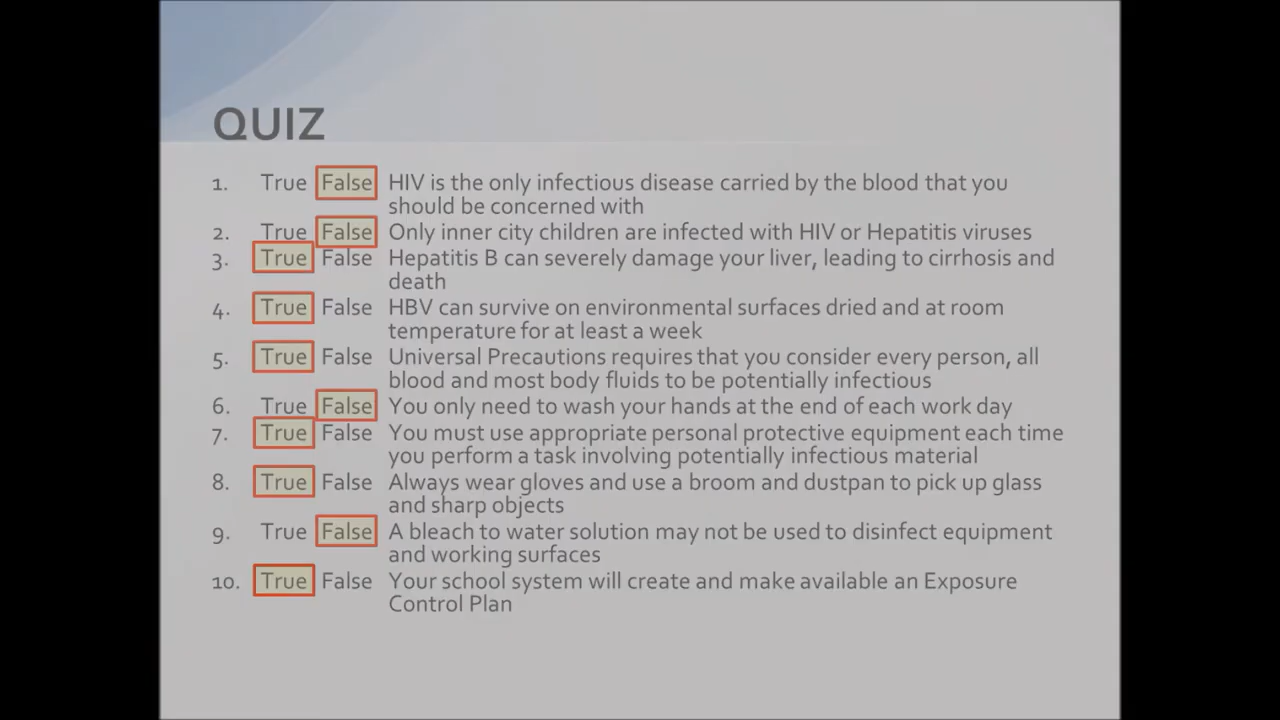 QUIZ
1. True False HIV is the only infectious disease carried by the blood that you
should be concerned with
2. True False Only inner city children are infected with HIV or Hepatitis viruses
3. True False Hepatitis B can severely damage your liver, leading to cirrhosis and
death
4. True False HBV can survive on environmental surfaces dried and at room
temperature for at least a week
5. True False Universal Precautions requires that you consider every person, all
blood and most body fluids to be potentially infectious
6. True False You only need to wash your hands at the end of each work day
7. True False You must use appropriate personal protective equipment each time
you perform a task involving potentially infectious material
8. True False Always wear gloves and use a broom and dustpan to pick up glass
and sharp objects
9. True False A bleach to water solution may not be used to disinfect equipment
and working surfaces
10. True False Your school system will create and make available an Exposure
Control Plan